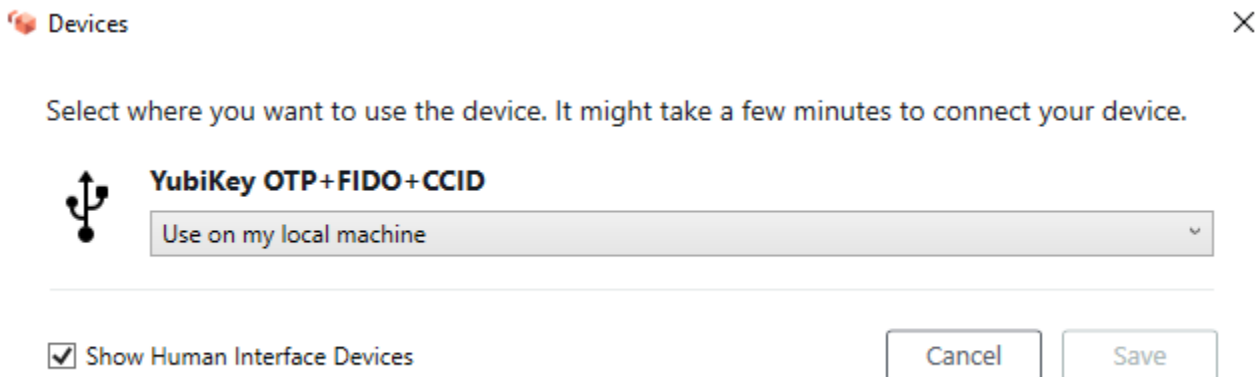 Devices
Select where you want to use the device. It might take a few minutes to connect your device.
YubiKey OTP+FIDO+CCID
Use on my local machine
Show Human Interface Devices
Cancel
Save